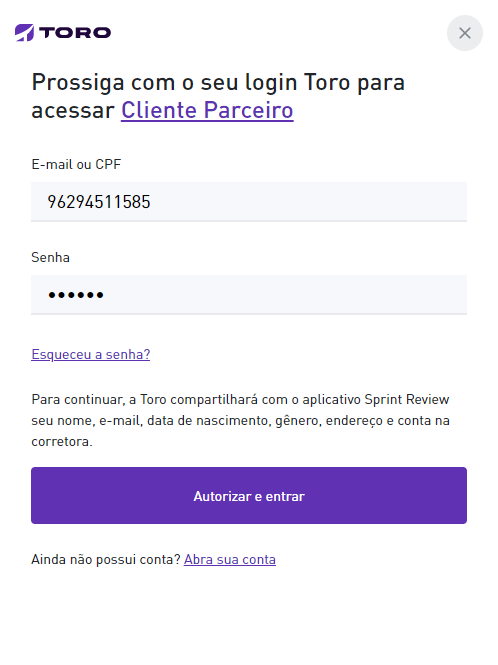 TORO
Prossiga com o seu login Toro para
acessar Cliente Parceiro
E-mail ou CPF
96294511585
Senha
••••••
Esqueceu a senha?
Para continuar, a Toro compartilhará com o aplicativo Sprint Review
seu nome, e-mail, data de nascimento, gênero, endereço e conta na
corretora.
Autorizar e entrar
Ainda não possui conta? Abra sua conta